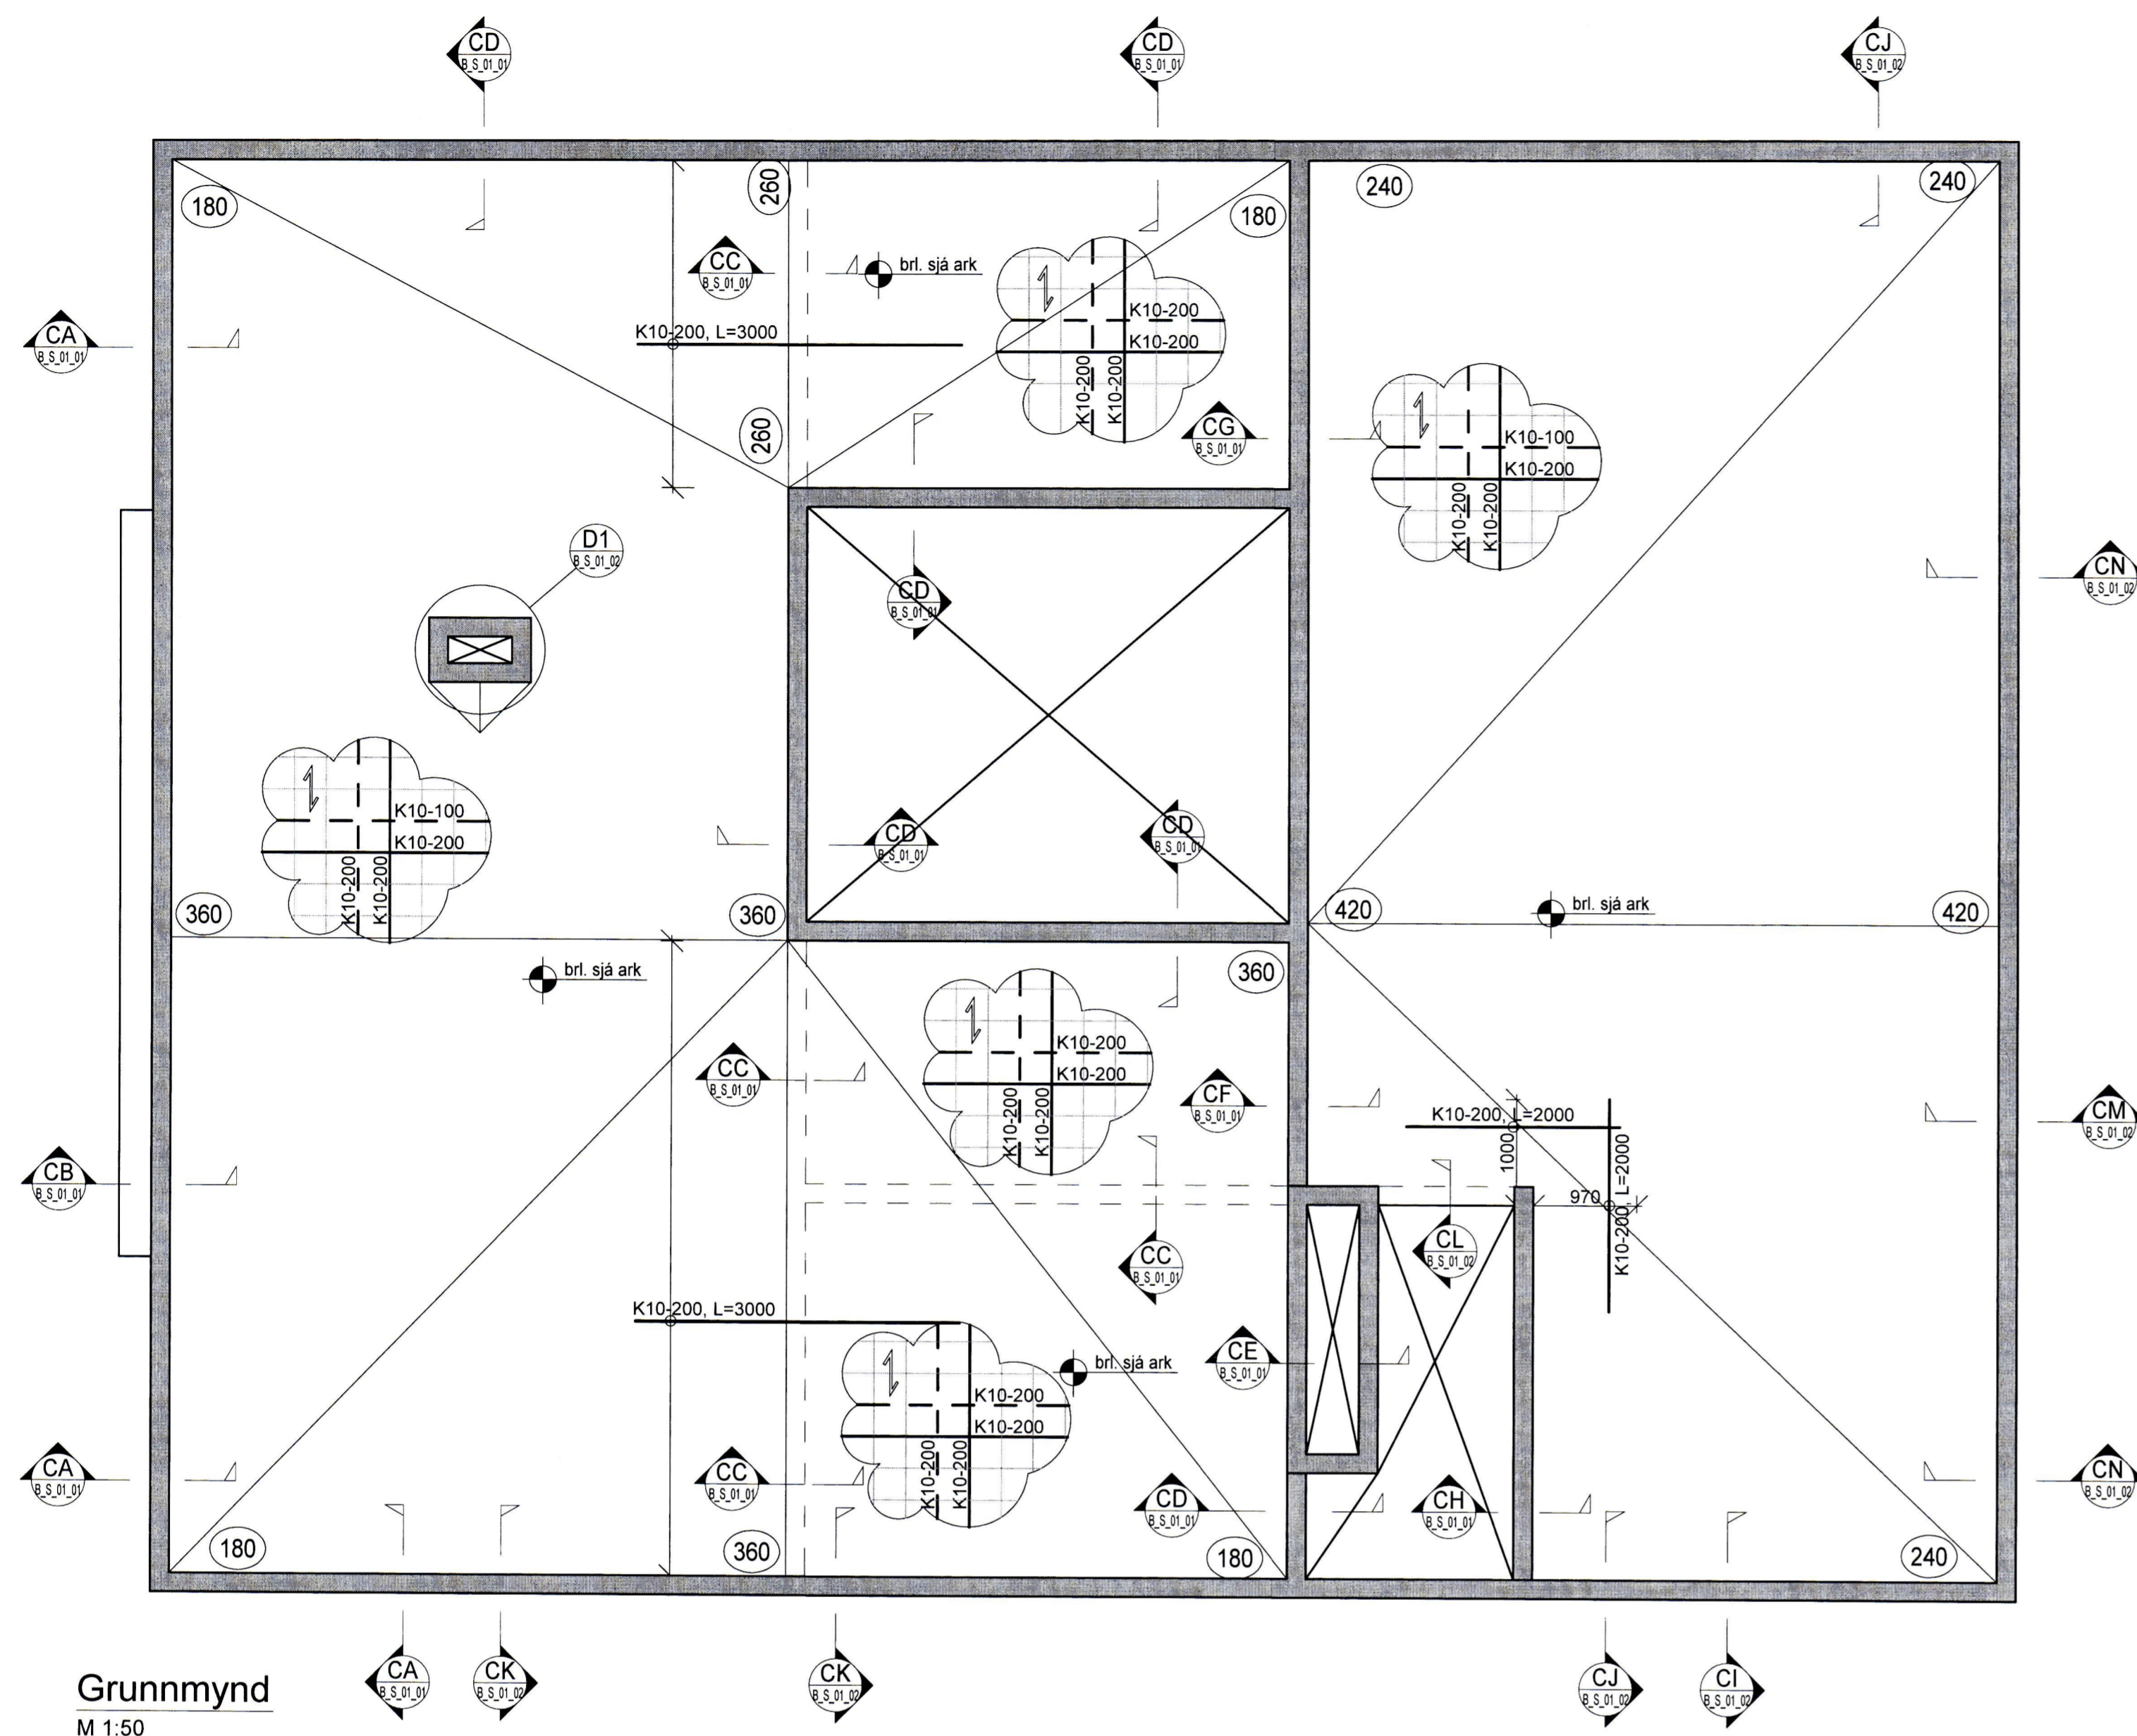 CD
B_S_01_01
CD
B_S_01_01
CJ
B_S_01_02
180
260
180
240
240
CC
B_S_01_01
brl. sjá ark
CA
B_S_01_01
K10-200, L=3000
K10-200
K10-200
K10-200
K10-200
260
CG
B_S_01_01
K10-100
K10-200
K10-200
K10-200
D1
B_S_01_02
CD
B_S_01_01
CN
B_S_01_02
K10-100
K10-200
K10-200
K10-200
CD
B_S_01_01
CD
B_S_01_01
360
360
420
brl. sjá ark
420
brl. sjá ark
360
K10-200
K10-200
K10-200
K10-200
CC
B_S_01_01
CF
B_S_01_01
K10-200, L=2000
1000
970
K10-200, L=2000
CM
B_S_01_02
CB
B_S_01_01
CC
B_S_01_01
CL
B_S_01_02
K10-200, L=3000
CE
B_S_01_01
brl. sjá ark
K10-200
K10-200
K10-200
K10-200
CA
B_S_01_01
CC
B_S_01_01
CD
B_S_01_01
CH
B_S_01_01
CN
B_S_01_02
180
360
180
240
CA
B_S_01_01
CK
B_S_01_02
CK
B_S_01_02
CJ
B_S_01_02
CI
B_S_01_02
Grunnmynd
M 1:50